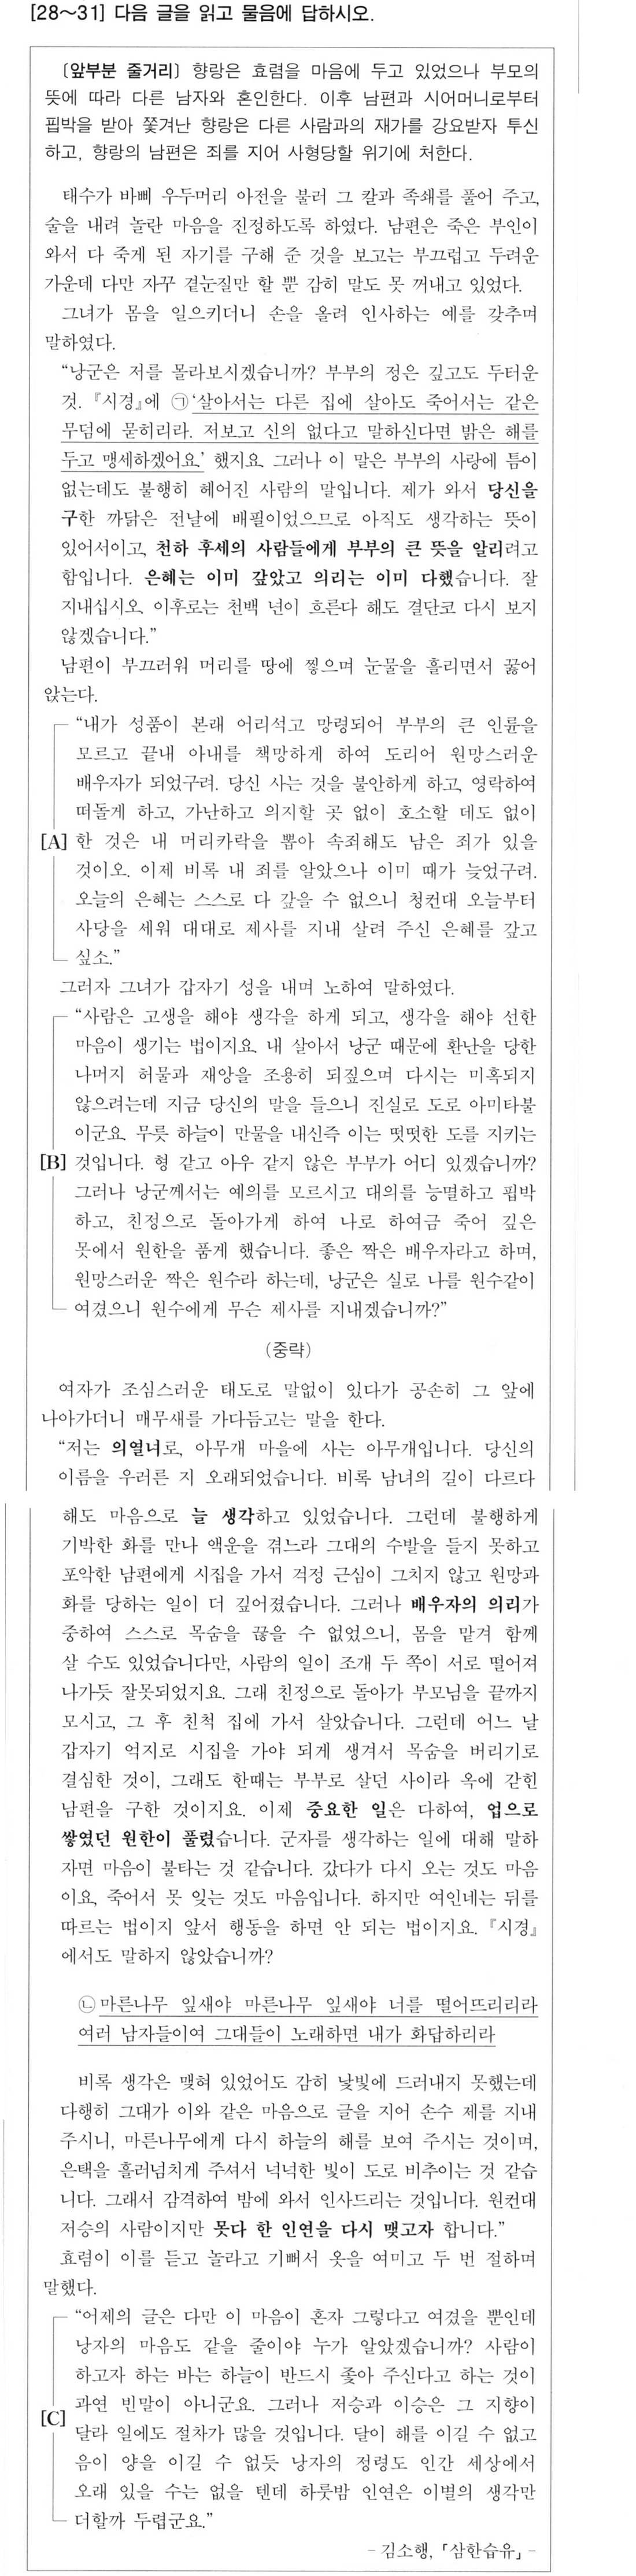 [28~31] 다음 글을 읽고 물음에 답하시오.
〔앞부분 줄거리〕 향랑은 효렴을 마음에 두고 있었으나 부모의
뜻에 따라 다른 남자와 혼인한다. 이후 남편과 시어머니로부터
핍박을 받아 쫓겨난 향랑은 다른 사람과의 재가를 강요받자 투신
하고, 향랑의 남편은 죄를 지어 사형당할 위기에 처한다.
태수가 바삐 우두머리 아전을 불러 그 칼과 족쇄를 풀어 주고,
술을 내려 놀란 마음을 진정하도록 하였다. 남편은 죽은 부인이
와서 다 죽게 된 자기를 구해 준 것을 보고는 부끄럽고 두려운
가운데 다만 자꾸 곁눈질만 할 뿐 감히 말도 못 꺼내고 있었다.
그녀가 몸을 일으키더니 손을 올려 인사하는 예를 갖추며
말하였다.
“낭군은 저를 몰라보시겠습니까? 부부의 정은 깊고도 두터운
것. 『시경』에 ㉠‘살아서는 다른 집에 살아도 죽어서는 같은
무덤에 묻히리라. 저보고 신의 없다고 말하신다면 밝은 해를
두고 맹세하겠어요.’ 했지요. 그러나 이 말은 부부의 사랑에 틈이
없는데도 불행히 헤어진 사람의 말입니다. 제가 와서 당신을
구한 까닭은 전날에 배필이었으므로 아직도 생각하는 뜻이
있어서이고, 천하 후세의 사람들에게 부부의 큰 뜻을 알리려고
함입니다. 은혜는 이미 갚았고 의리는 이미 다했습니다. 잘
지내십시오. 이후로는 천백 년이 흐른다 해도 결단코 다시 보지
않겠습니다.”
남편이 부끄러워 머리를 땅에 찧으며 눈물을 흘리면서 꿇어
앉는다.
“내가 성품이 본래 어리석고 망령되어 부부의 큰 인륜을
모르고 끝내 아내를 책망하게 하여 도리어 원망스러운
배우자가 되었구려. 당신 사는 것을 불안하게 하고, 영락하여
떠돌게 하고, 가난하고 의지할 곳 없이 호소할 데도 없이
[A] 한 것은 내 머리카락을 뽑아 속죄해도 남은 죄가 있을
것이오. 이제 비록 내 죄를 알았으나 이미 때가 늦었구려.
오늘의 은혜는 스스로 다 갚을 수 없으니 청컨대 오늘부터
사당을 세워 대대로 제사를 지내 살려 주신 은혜를 갚고
싶소.”
그러자 그녀가 갑자기 성을 내며 노하여 말하였다.
“사람은 고생을 해야 생각을 하게 되고, 생각을 해야 선한
마음이 생기는 법이지요. 내 살아서 낭군 때문에 환난을 당한
나머지 허물과 재앙을 조용히 되짚으며 다시는 미혹되지
않으려는데 지금 당신의 말을 들으니 진실로 도로 아미타불
이군요. 무릇 하늘이 만물을 내신즉 이는 떳떳한 도를 지키는
[B] 것입니다. 형 같고 아우 같지 않은 부부가 어디 있겠습니까?
그러나 낭군께서는 예의를 모르시고 대의를 능멸하고 핍박
하고, 친정으로 돌아가게 하여 나로 하여금 죽어 깊은
못에서 원한을 품게 했습니다. 좋은 짝은 배우자라고 하며,
원망스러운 짝은 원수라 하는데, 낭군은 실로 나를 원수같이
여겼으니 원수에게 무슨 제사를 지내겠습니까?”
(중략)
여자가 조심스러운 태도로 말없이 있다가 공손히 그 앞에
나아가더니 매무새를 가다듬고는 말을 한다.
“저는 의열녀로, 아무개 마을에 사는 아무개입니다. 당신의
이름을 우러른 지 오래되었습니다. 비록 남녀의 길이 다르다
해도 마음으로 늘 생각하고 있었습니다. 그런데 불행하게
기박한 화를 만나 액운을 겪느라 그대의 수발을 들지 못하고
포악한 남편에게 시집을 가서 걱정 근심이 그치지 않고 원망과
화를 당하는 일이 더 깊어졌습니다. 그러나 배우자의 의리가
중하여 스스로 목숨을 끊을 수 없었으니, 몸을 맡겨 함께
살 수도 있었습니다만, 사람의 일이 조개 두 쪽이 서로 떨어져
나가듯 잘못되었지요. 그래 친정으로 돌아가 부모님을 끝까지
모시고, 그 후 친척 집에 가서 살았습니다. 그런데 어느 날
갑자기 억지로 시집을 가야 되게 생겨서 목숨을 버리기로
결심한 것이, 그래도 한때는 부부로 살던 사이라 옥에 갇힌
남편을 구한 것이지요. 이제 중요한 일은 다하여, 업으로
쌓였던 원한이 풀렸습니다. 군자를 생각하는 일에 대해 말하
자면 마음이 불타는 것 같습니다. 갔다가 다시 오는 것도 마음
이요, 죽어서 못 잊는 것도 마음입니다. 하지만 여인네는 뒤를
따르는 법이지 앞서 행동을 하면 안 되는 법이지요. 『시경』
에서도 말하지 않았습니까?
㉡마른나무 잎새야 마른나무 잎새야 너를 떨어뜨리리라
여러 남자들이여 그대들이 노래하면 내가 화답하리라
비록 생각은 맺혀 있었어도 감히 낯빛에 드러내지 못했는데
다행히 그대가 이와 같은 마음으로 글을 지어 손수 제를 지내
주시니, 마른나무에게 다시 하늘의 해를 보여 주시는 것이며,
은택을 흘러넘치게 주셔서 넉넉한 빛이 도로 비추이는 것 같습
니다. 그래서 감격하여 밤에 와서 인사드리는 것입니다. 원컨대
저승의 사람이지만 못다 한 인연을 다시 맺고자 합니다.”
효렴이 이를 듣고 놀라고 기뻐서 옷을 여미고 두 번 절하며
말했다.
“어제의 글은 다만 이 마음이 혼자 그렇다고 여겼을 뿐인데
낭자의 마음도 같을 줄이야 누가 알았겠습니까? 사람이
하고자 하는 바는 하늘이 반드시 좇아 주신다고 하는 것이
과연 빈말이 아니군요. 그러나 저승과 이승은 그 지향이
[C] 달라 일에도 절차가 많을 것입니다. 달이 해를 이길 수 없고
음이 양을 이길 수 없듯 낭자의 정령도 인간 세상에서
오래 있을 수는 없을 텐데 하룻밤 인연은 이별의 생각만
더할까 두렵군요.”
- 김소행, 「삼한습유」 -